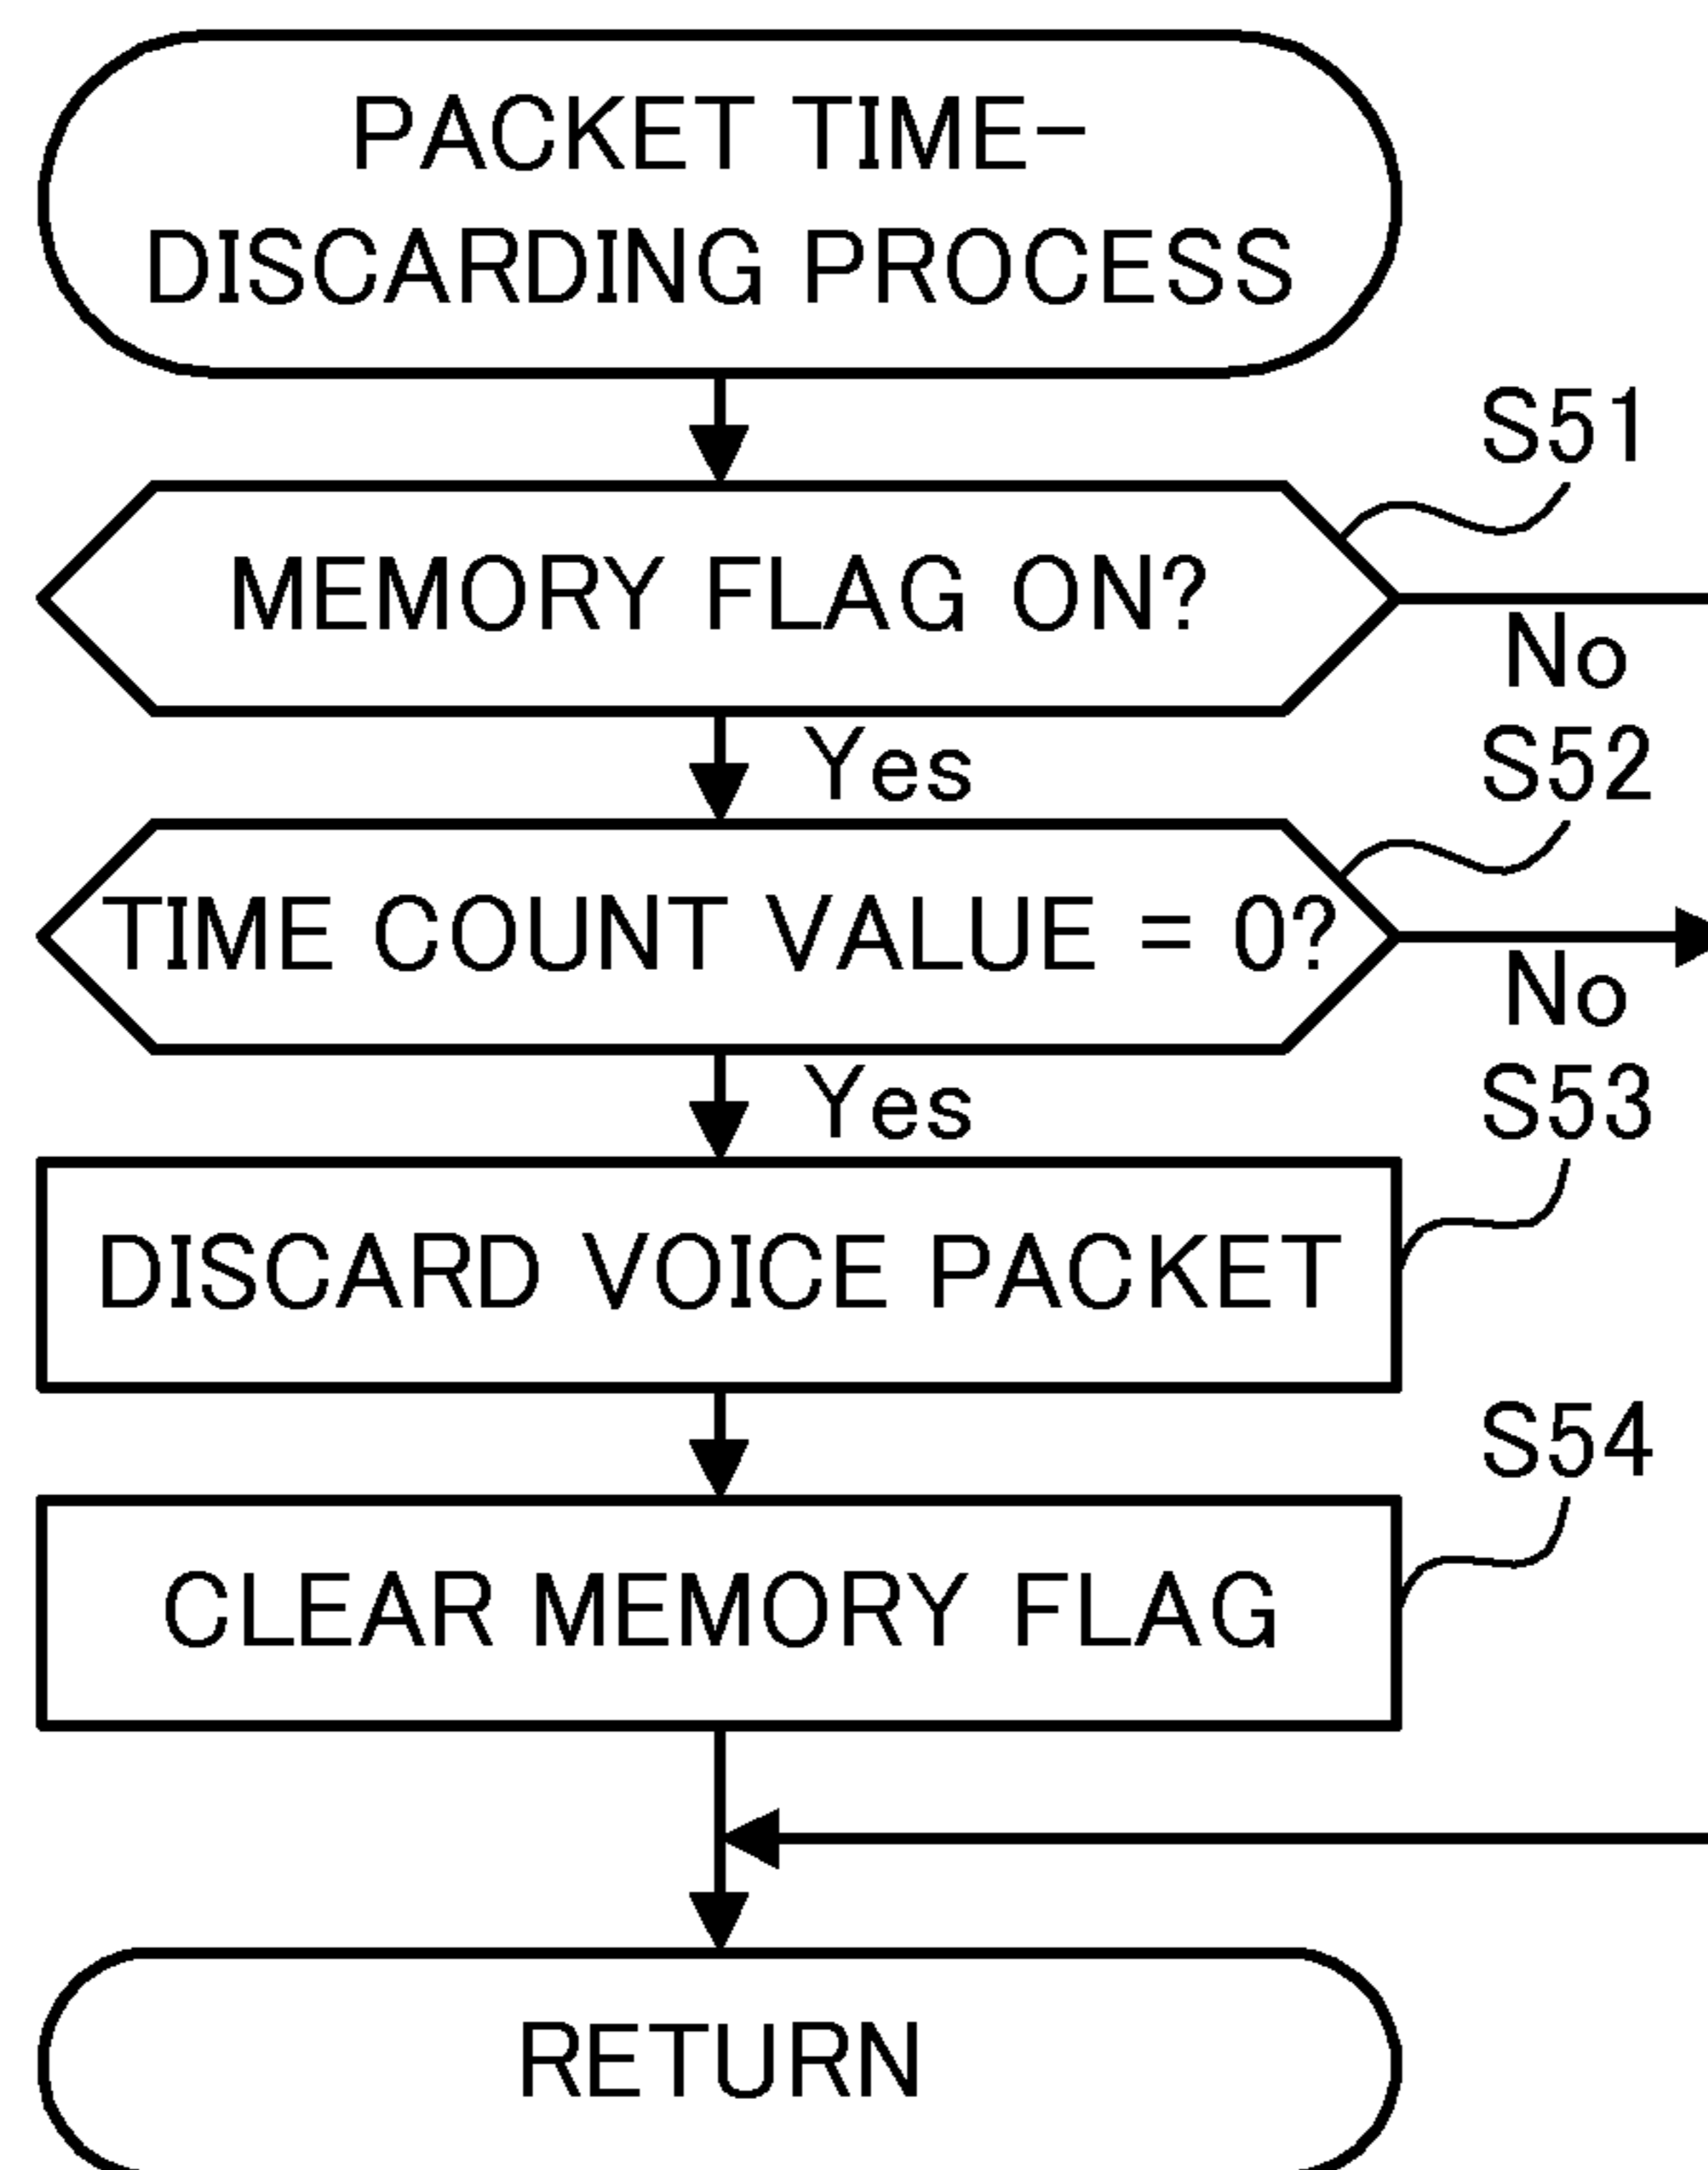 PACKET TIME-
DISCARDING PROCESS
S51
MEMORY FLAG ON?
No
Yes
S52
TIME COUNT VALUE = 0?
No
Yes
S53
DISCARD VOICE PACKET
S54
CLEAR MEMORY FLAG
RETURN